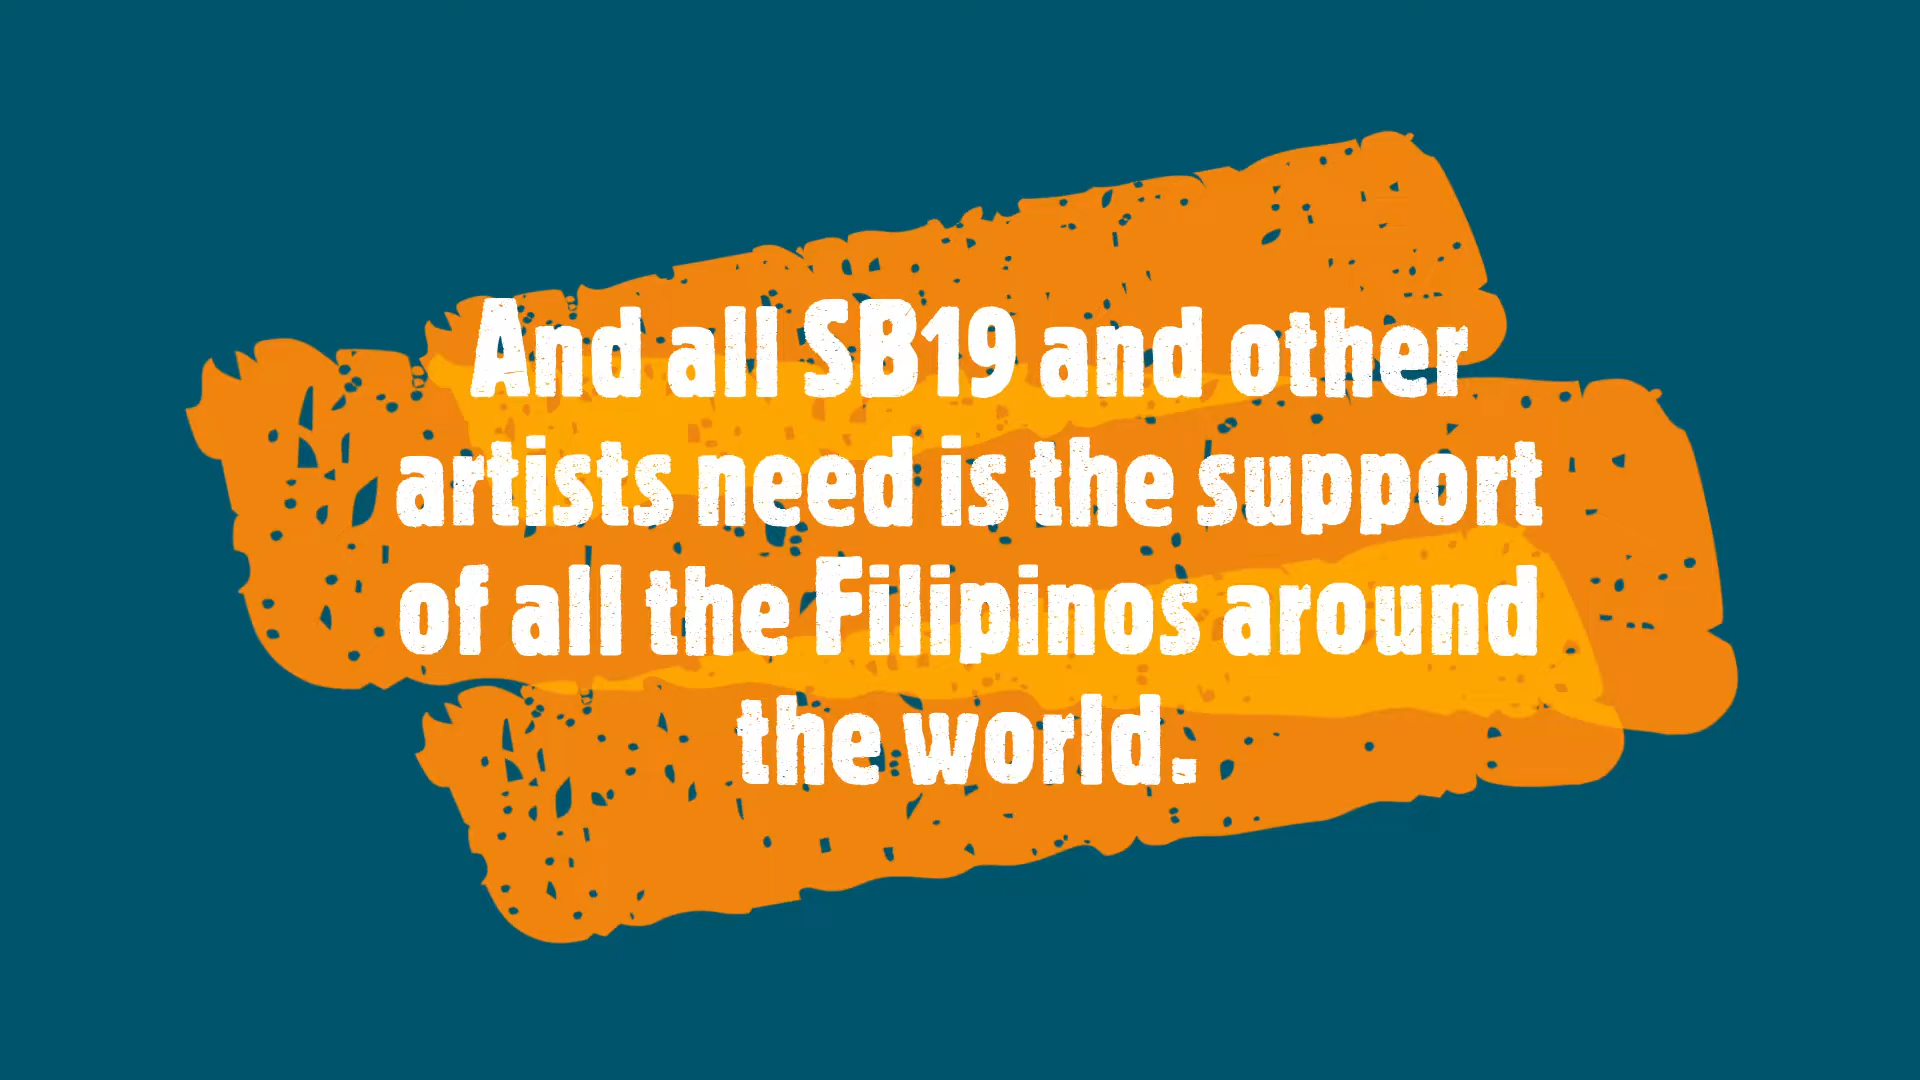 And all SB19 and other
artists need is the support
of all the Filipinos around
the world.